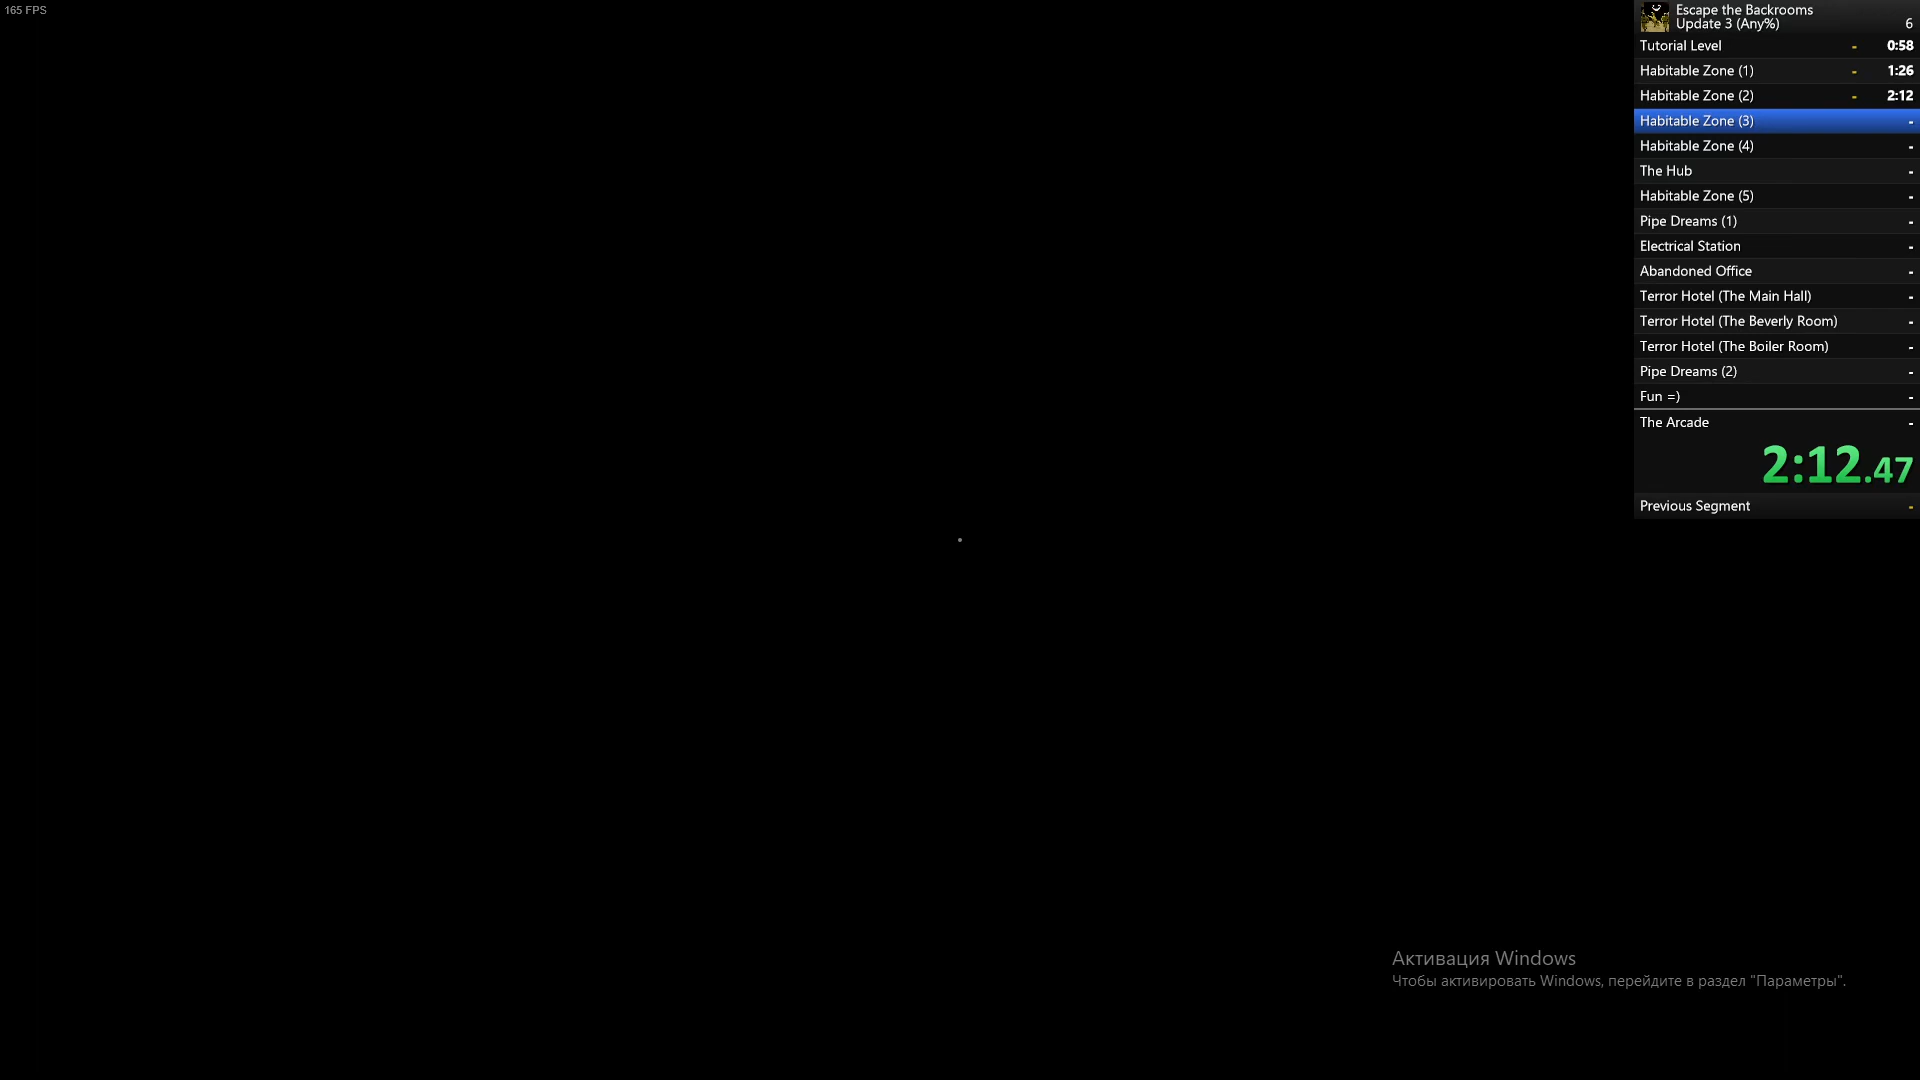 165 FPS
Escape the Backrooms
Update 3 (Any%) 6
Tutorial Level - 0:58
Habitable Zone (1) - 1:26
Habitable Zone (2) - 2:12
Habitable Zone (3) -
Habitable Zone (4) -
The Hub -
Habitable Zone (5) -
Pipe Dreams (1) -
Electrical Station -
Abandoned Office -
Terror Hotel (The Main Hall) -
Terror Hotel (The Beverly Room) -
Terror Hotel (The Boiler Room) -
Pipe Dreams (2) -
Fun =) -
The Arcade -
2:12.47
Previous Segment -
Активация Windows
Чтобы активировать Windows, перейдите в раздел "Параметры".